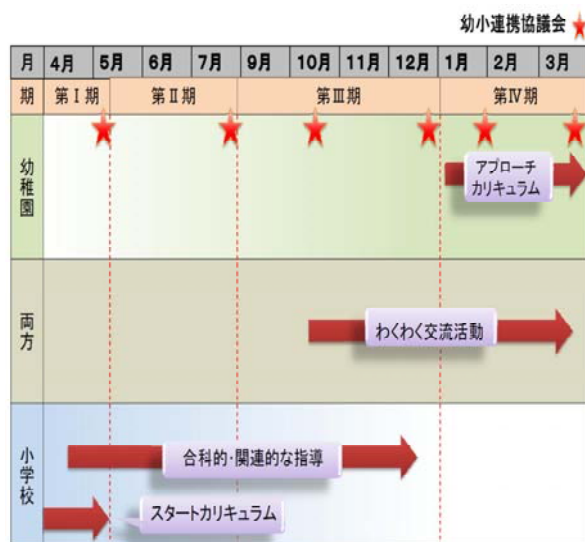 幼小連携協議会
月 4月 5月 6月 7月 9月 10月 11月 12月 1月 2月 3月
期 第Ⅰ期 第Ⅱ期 第Ⅲ期 第Ⅳ期
幼稚園
アプローチ
カリキュラム
両方
わくわく交流活動
小学校
合科的・関連的な指導
スタートカリキュラム